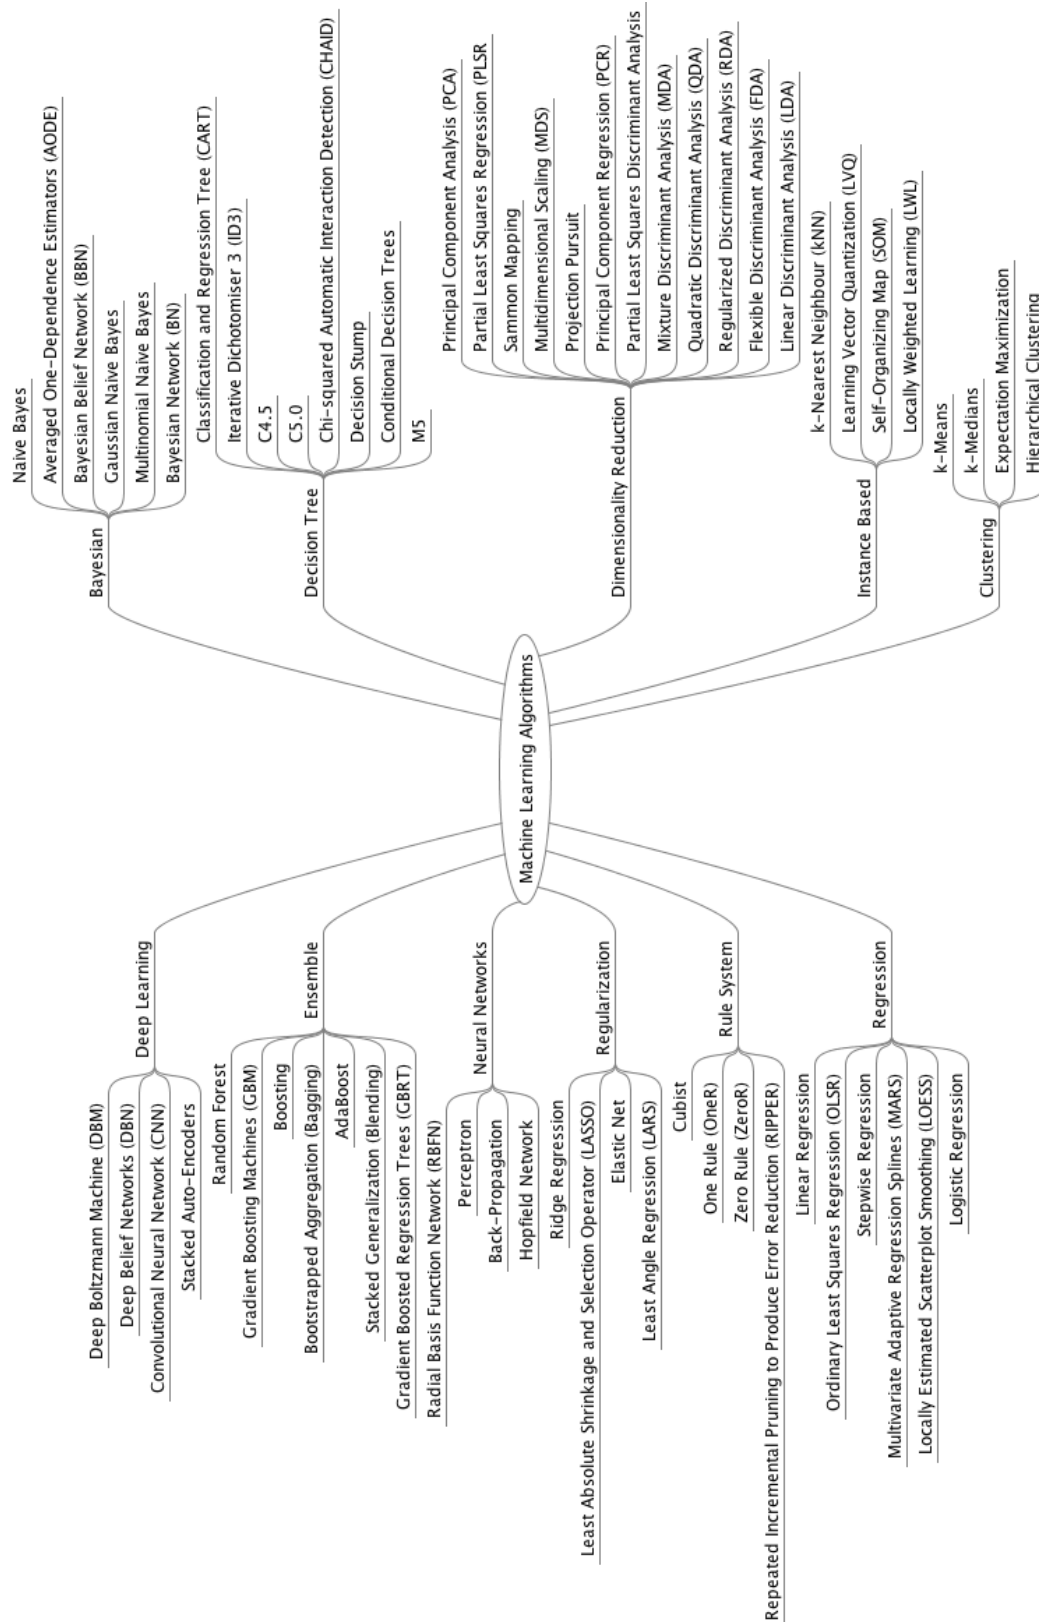 Machine Learning Algorithms
Deep Learning
Deep Boltzmann Machine (DBM)
Deep Belief Networks (DBN)
Convolutional Neural Network (CNN)
Stacked Auto-Encoders
Ensemble
Random Forest
Gradient Boosting Machines (GBM)
Boosting
Bootstrapped Aggregation (Bagging)
AdaBoost
Stacked Generalization (Blending)
Gradient Boosted Regression Trees (GBRT)
Neural Networks
Radial Basis Function Network (RBFN)
Perceptron
Back-Propagation
Hopfield Network
Regularization
Ridge Regression
Least Absolute Shrinkage and Selection Operator (LASSO)
Elastic Net
Least Angle Regression (LARS)
Rule System
Cubist
One Rule (OneR)
Zero Rule (ZeroR)
Repeated Incremental Pruning to Produce Error Reduction (RIPPER)
Regression
Linear Regression
Ordinary Least Squares Regression (OLSR)
Stepwise Regression
Multivariate Adaptive Regression Splines (MARS)
Locally Estimated Scatterplot Smoothing (LOESS)
Logistic Regression
Bayesian
Naive Bayes
Averaged One-Dependence Estimators (AODE)
Bayesian Belief Network (BBN)
Gaussian Naive Bayes
Multinomial Naive Bayes
Bayesian Network (BN)
Decision Tree
Classification and Regression Tree (CART)
Iterative Dichotomiser 3 (ID3)
C4.5
C5.0
Chi-squared Automatic Interaction Detection (CHAID)
Decision Stump
Conditional Decision Trees
M5
Dimensionality Reduction
Principal Component Analysis (PCA)
Partial Least Squares Regression (PLSR
Sammon Mapping
Multidimensional Scaling (MDS)
Projection Pursuit
Principal Component Regression (PCR)
Partial Least Squares Discriminant Analysis
Mixture Discriminant Analysis (MDA)
Quadratic Discriminant Analysis (QDA)
Regularized Discriminant Analysis (RDA)
Flexible Discriminant Analysis (FDA)
Linear Discriminant Analysis (LDA)
Instance Based
k-Nearest Neighbour (kNN)
Learning Vector Quantization (LVQ)
Self-Organizing Map (SOM)
Locally Weighted Learning (LWL)
Clustering
k-Means
k-Medians
Expectation Maximization
Hierarchical Clustering